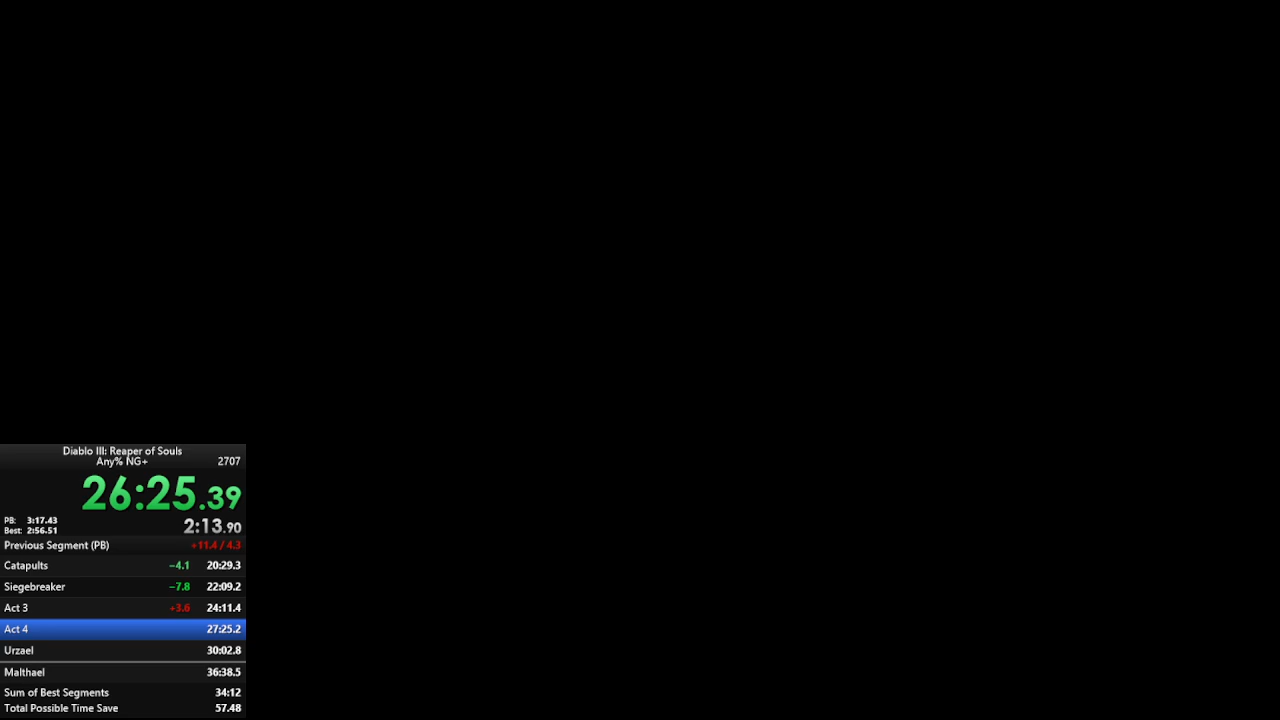 Diablo III: Reaper of Souls
Any% NG+ 2707
26:25.39
PB: 3:17.43
Best: 2:56.51
2:13.90
Previous Segment (PB) +11.4 / 4.3
Catapults −4.1 20:29.3
Siegebreaker −7.8 22:09.2
Act 3 +3.6 24:11.4
Act 4 27:25.2
Urzael 30:02.8
Malthael 36:38.5
Sum of Best Segments 34:12
Total Possible Time Save 57.48